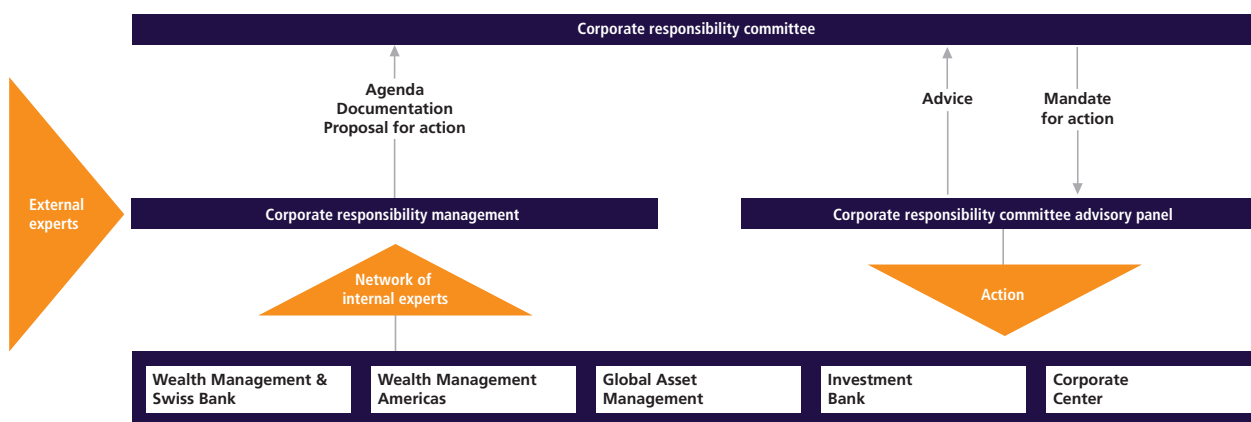 Corporate responsibility committee
Agenda
Documentation
Proposal for action
Advice
Mandate
for action
External
experts
Corporate responsibility management
Corporate responsibility committee advisory panel
Network of
internal experts
Action
Wealth Management &
Swiss Bank
Wealth Management
Americas
Global Asset
Management
Investment
Bank
Corporate
Center